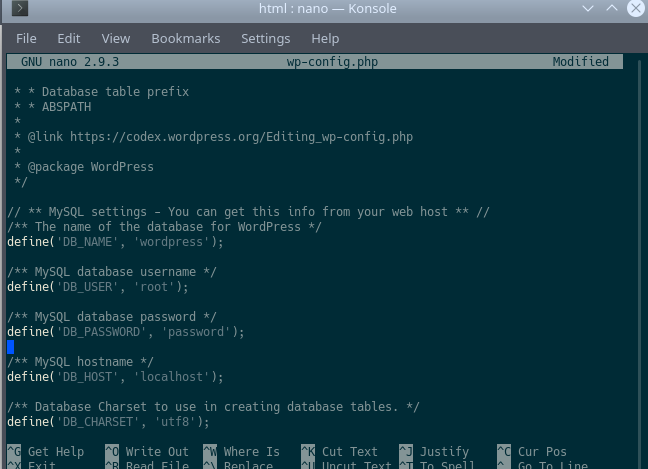 html : nano — Konsole
File Edit View Bookmarks Settings Help
GNU nano 2.9.3 wp-config.php Modified
* * Database table prefix
* * ABSPATH
*
* @link https://codex.wordpress.org/Editing_wp-config.php
*
* @package WordPress
*/
// ** MySQL settings - You can get this info from your web host ** //
/** The name of the database for WordPress */
define('DB_NAME', 'wordpress');
/** MySQL database username */
define('DB_USER', 'root');
/** MySQL database password */
define('DB_PASSWORD', 'password');
/** MySQL hostname */
define('DB_HOST', 'localhost');
/** Database Charset to use in creating database tables. */
define('DB_CHARSET', 'utf8');
^G Get Help ^O Write Out ^W Where Is ^K Cut Text ^J Justify ^C Cur Pos
^X Exit ^R Read File ^\ Replace ^U Uncut Text ^T To Spell ^_ Go To Line